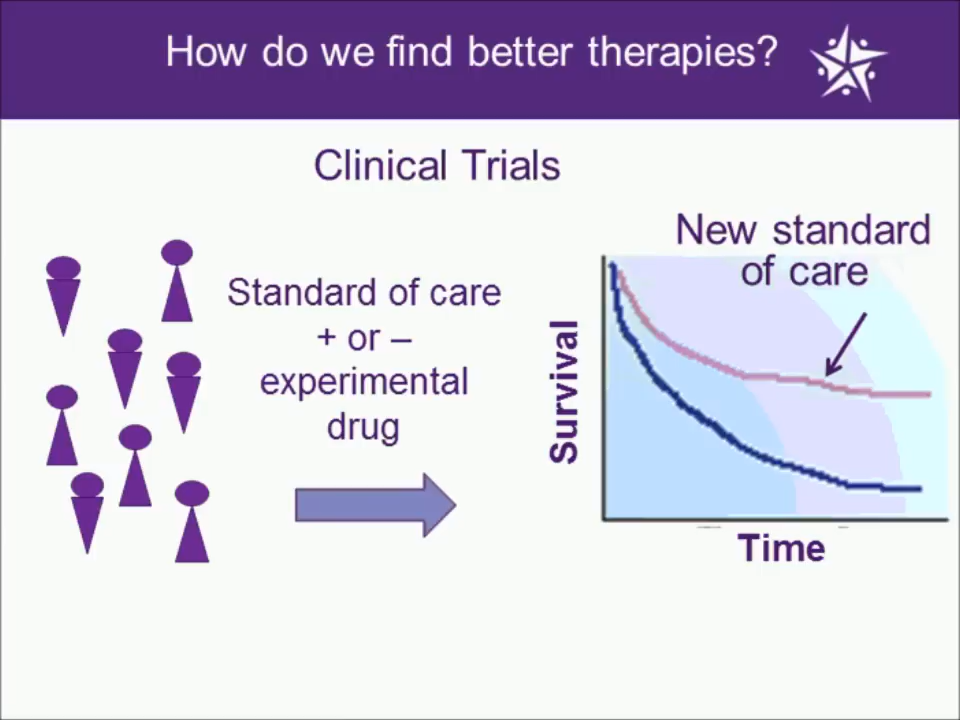 How do we find better therapies?
Clinical Trials
Standard of care
+ or –
experimental
drug
New standard
of care
Survival
Time